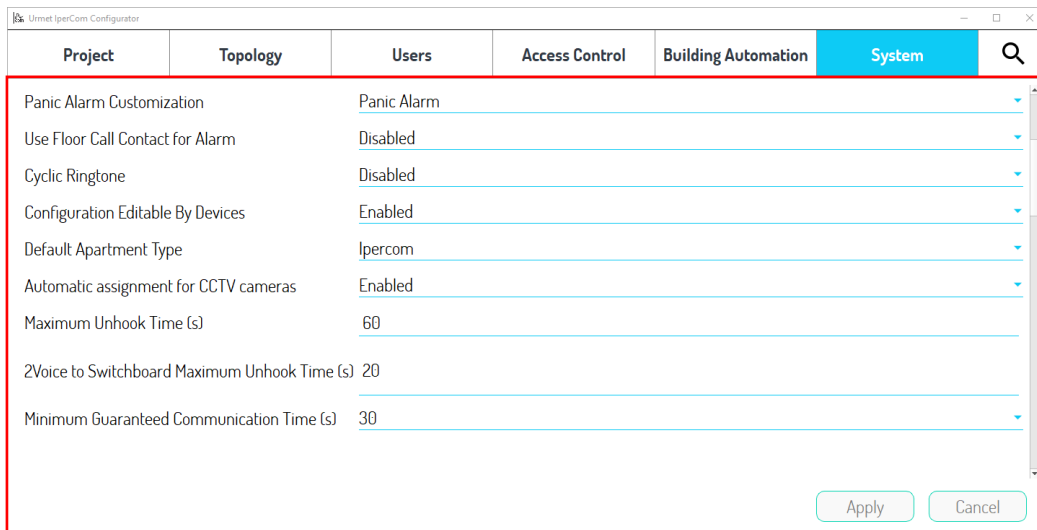 Urmet IperCom Configurator
Project Topology Users Access Control Building Automation System
Panic Alarm Customization Panic Alarm
Use Floor Call Contact for Alarm Disabled
Cyclic Ringtone Disabled
Configuration Editable By Devices Enabled
Default Apartment Type Ipercom
Automatic assignment for CCTV cameras Enabled
Maximum Unhook Time (s) 60
2Voice to Switchboard Maximum Unhook Time (s) 20
Minimum Guaranteed Communication Time (s) 30
Apply Cancel